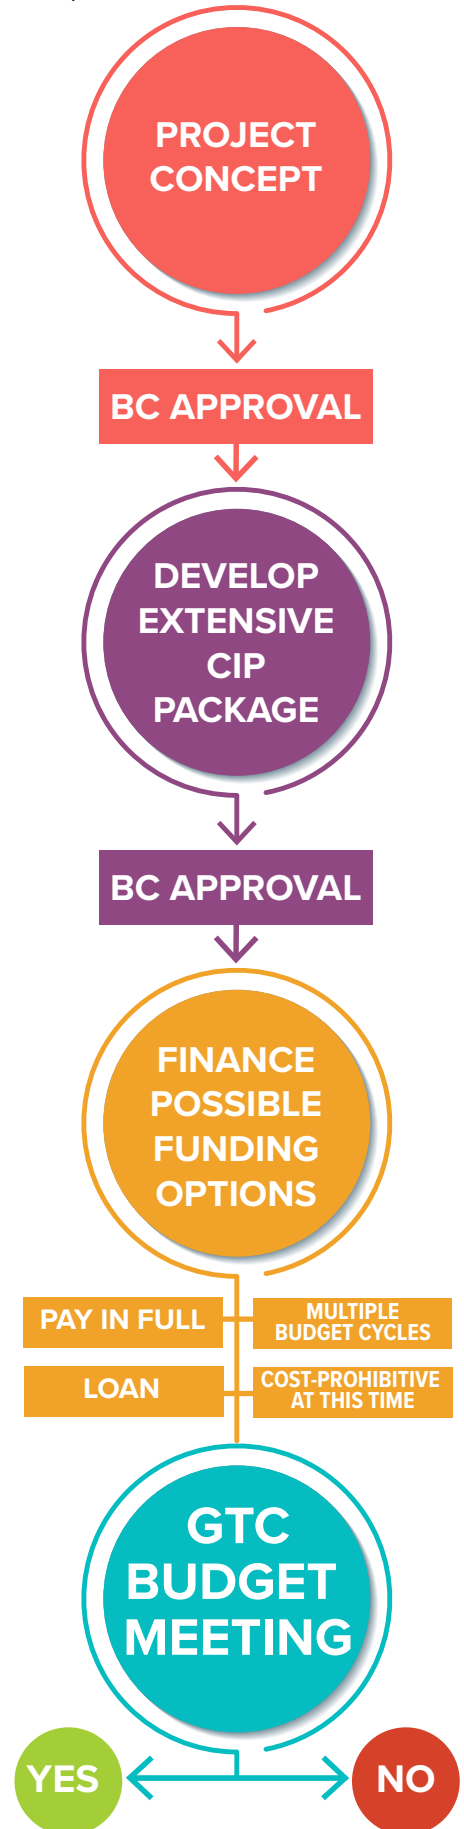 PROJECT
CONCEPT
BC APPROVAL
DEVELOP
EXTENSIVE
CIP
PACKAGE
BC APPROVAL
FINANCE
POSSIBLE
FUNDING
OPTIONS
PAY IN FULL
MULTIPLE
BUDGET CYCLES
LOAN
COST-PROHIBITIVE
AT THIS TIME
GTC
BUDGET
MEETING
YES
NO